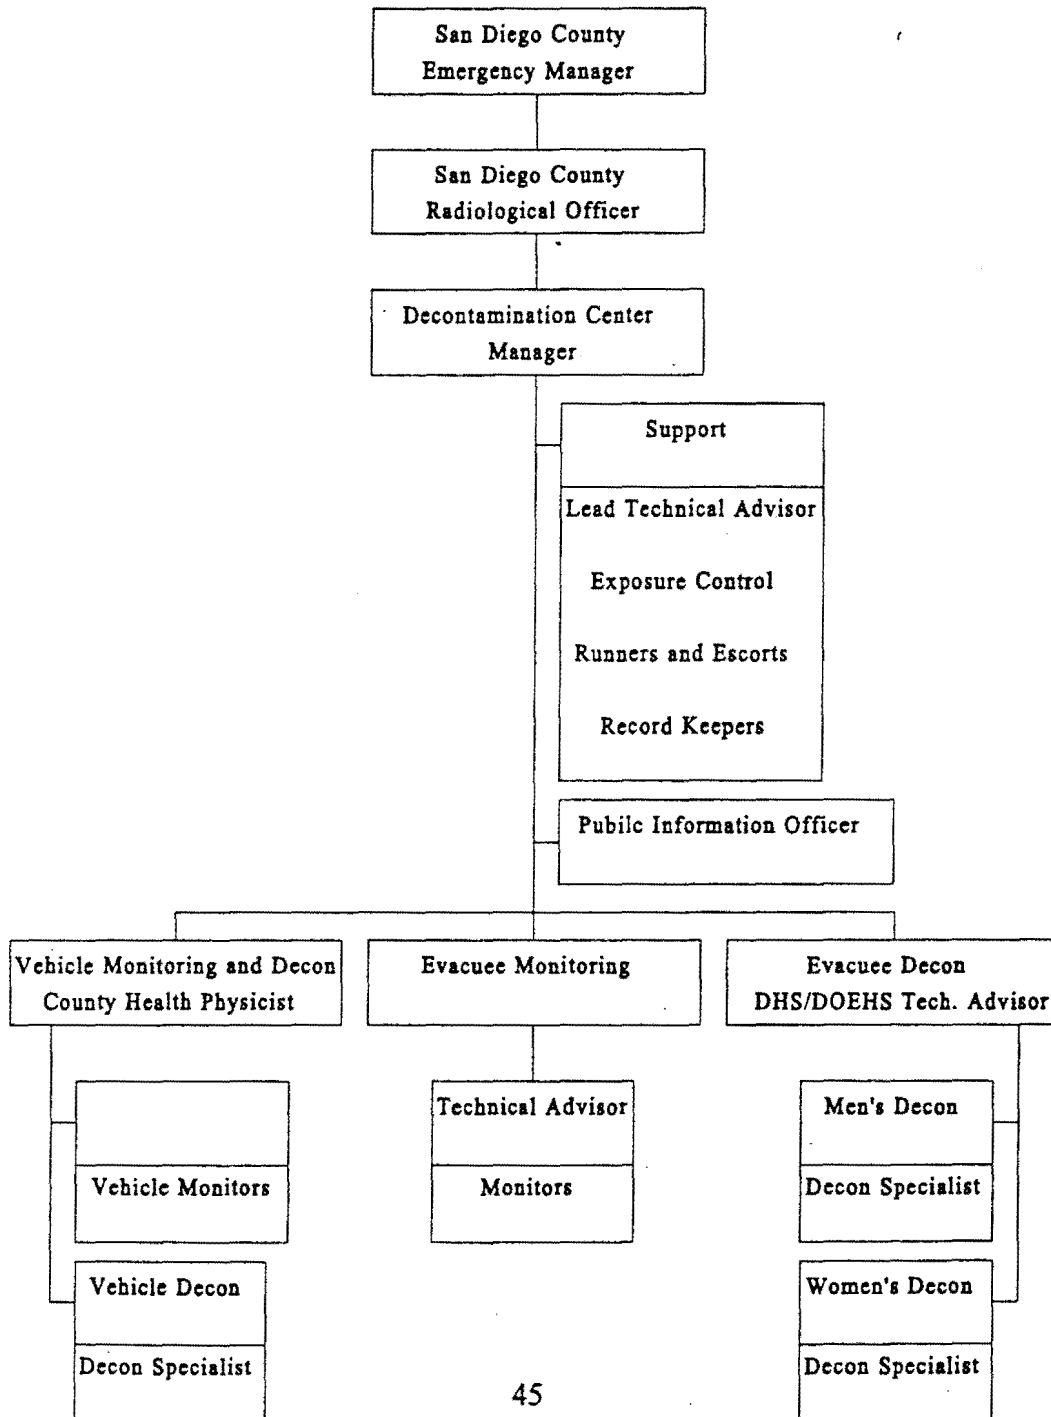 San Diego County
Emergency Manager
San Diego County
Radiological Officer
Decontamination Center
Manager
Support
Lead Technical Advisor
Exposure Control
Runners and Escorts
Record Keepers
Pubilc Information Officer
Vehicle Monitoring and Decon
County Health Physicist
Evacuee Monitoring
Evacuee Decon
DHS/DOEHS Tech. Advisor
Vehicle Monitors
Technical Advisor
Monitors
Men's Decon
Decon Specialist
Vehicle Decon
Decon Specialist
Women's Decon
Decon Specialist
45